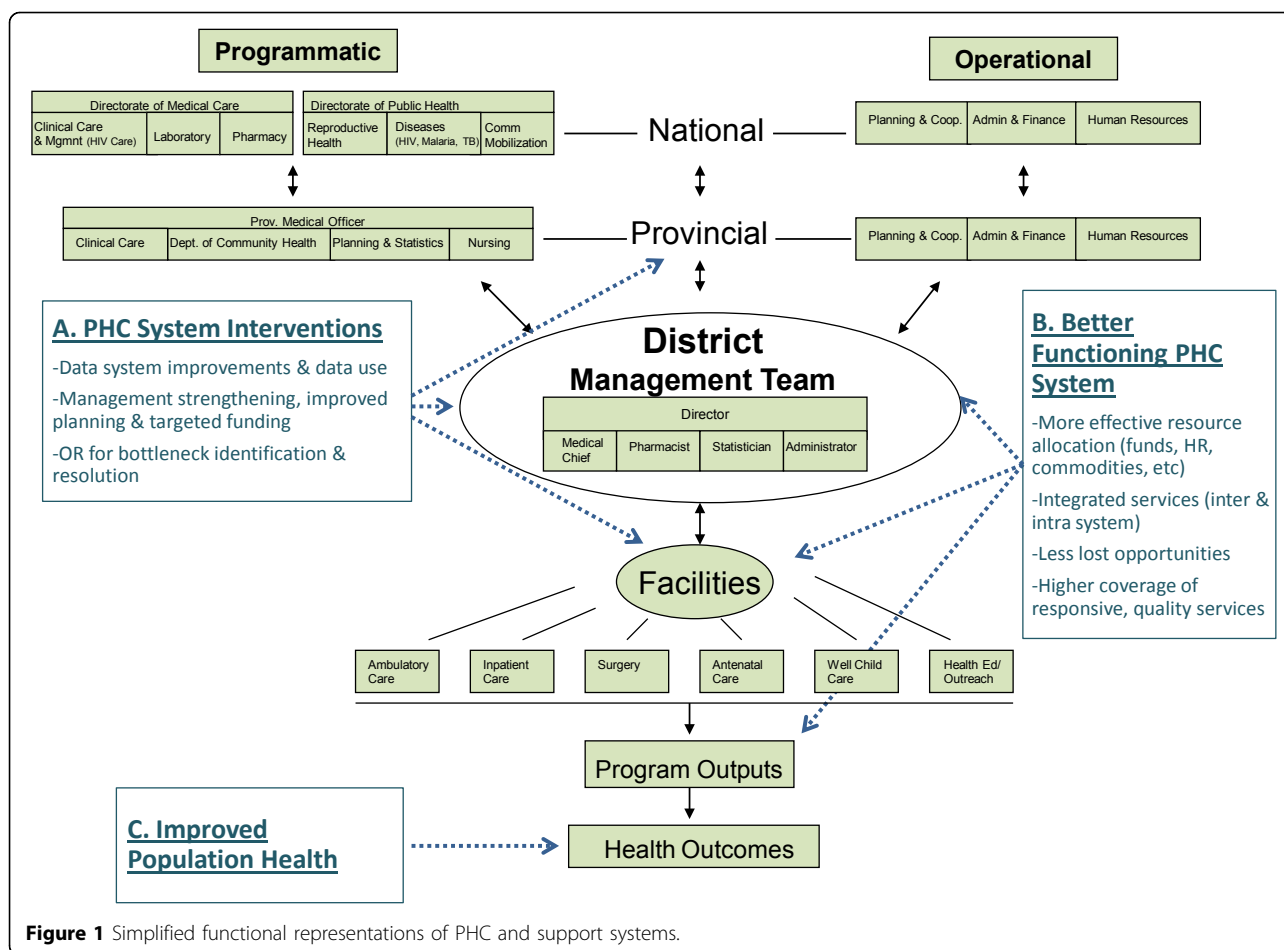 Programmatic
Operational
Directorate of Medical Care
Clinical Care
& Mgmnt (HIV Care)
Laboratory
Pharmacy
Directorate of Public Health
Reproductive
Health
Diseases
(HIV, Malaria, TB)
Comm
Mobilization
National
Planning & Coop.
Admin & Finance
Human Resources
Prov. Medical Officer
Clinical Care
Dept. of Community Health
Planning & Statistics
Nursing
Provincial
Planning & Coop.
Admin & Finance
Human Resources
A. PHC System Interventions
-Data system improvements & data use
-Management strengthening, improved
planning & targeted funding
-OR for bottleneck identification &
resolution
District
Management Team
Director
Medical
Chief
Pharmacist
Statistician
Administrator
B. Better
Functioning PHC
System
-More effective resource
allocation (funds, HR,
commodities, etc)
-Integrated services (inter &
intra system)
-Less lost opportunities
-Higher coverage of
responsive, quality services
Facilities
Ambulatory
Care
Inpatient
Care
Surgery
Antenatal
Care
Well Child
Care
Health Ed/
Outreach
Program Outputs
C. Improved
Population Health
Health Outcomes
Figure 1 Simplified functional representations of PHC and support systems.